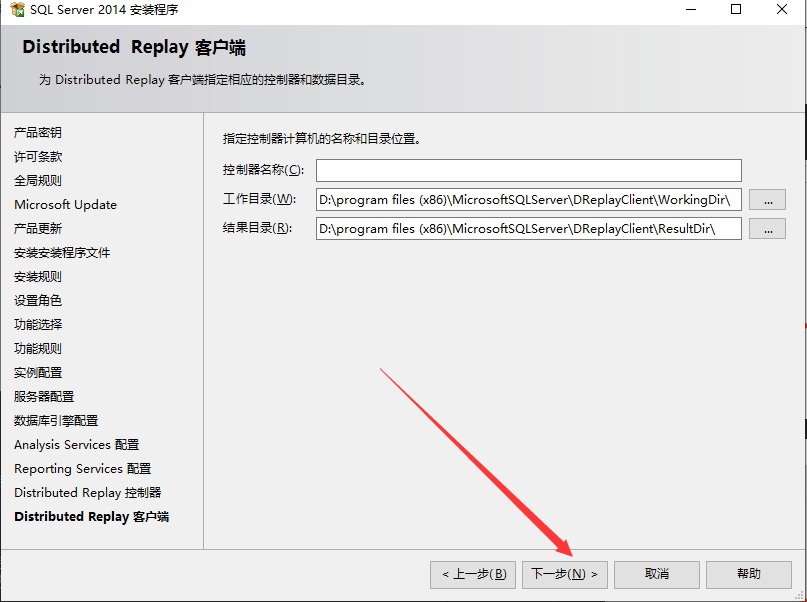 SQL Server 2014 安装程序
Distributed Replay 客户端
为 Distributed Replay 客户端指定相应的控制器和数据目录。
产品密钥
许可条款
全局规则
Microsoft Update
产品更新
安装安装程序文件
安装规则
设置角色
功能选择
功能规则
实例配置
服务器配置
数据库引擎配置
Analysis Services 配置
Reporting Services 配置
Distributed Replay 控制器
Distributed Replay 客户端
指定控制器计算机的名称和目录位置。
控制器名称(C):
工作目录(W): D:\program files (x86)\MicrosoftSQLServer\DReplayClient\WorkingDir\ ...
结果目录(R): D:\program files (x86)\MicrosoftSQLServer\DReplayClient\ResultDir\ ...
< 上一步(B) 下一步(N) > 取消 帮助